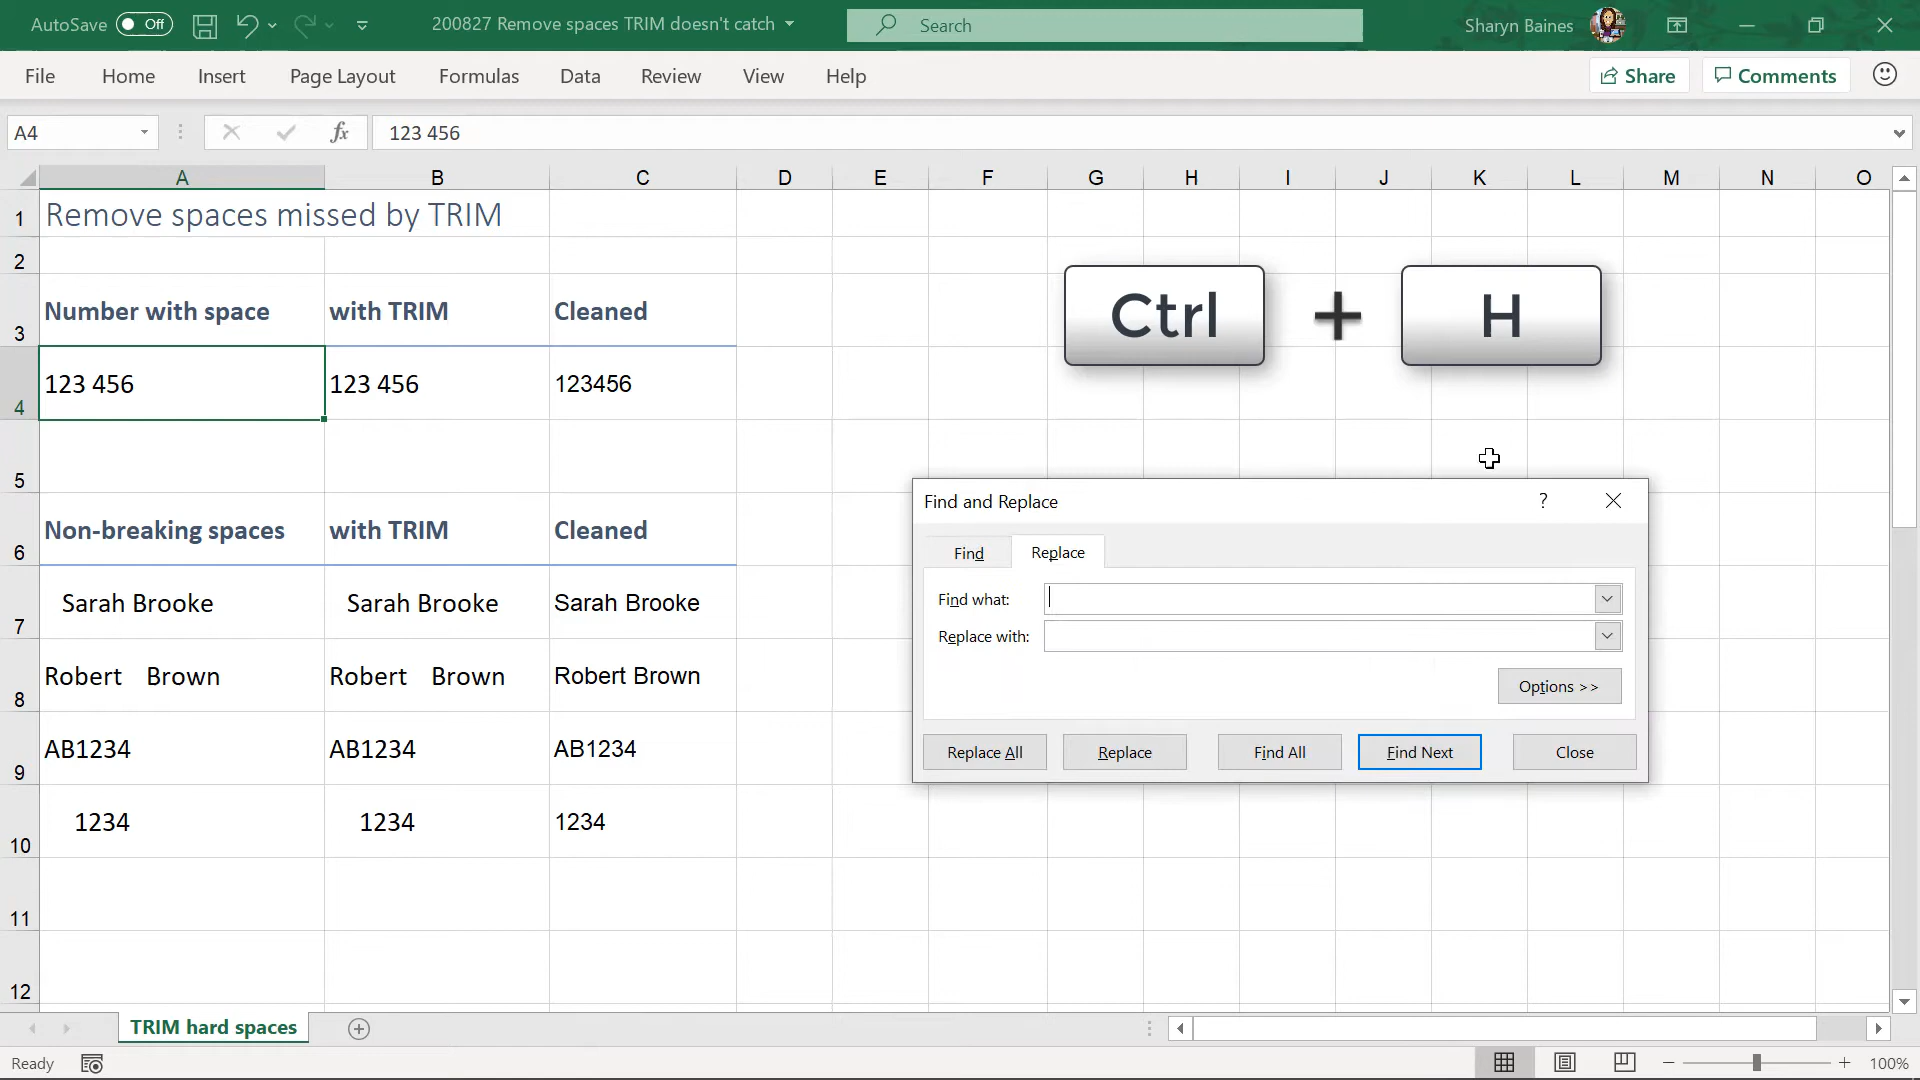 AutoSave Off 200827 Remove spaces TRIM doesn't catch Search Sharyn Baines
File Home Insert Page Layout Formulas Data Review View Help Share Comments
A4 fx 123 456
A B C D E F G H I J K L M N O
1 Remove spaces missed by TRIM
2
3 Number with space with TRIM Cleaned
4 123 456 123 456 123456
5
6 Non-breaking spaces with TRIM Cleaned
7 Sarah Brooke Sarah Brooke Sarah Brooke
8 Robert Brown Robert Brown Robert Brown
9 AB1234 AB1234 AB1234
10 1234 1234 1234
11
12
Ctrl + H
Find and Replace ?
Find Replace
Find what:
Replace with:
Options >>
Replace All Replace Find All Find Next Close
TRIM hard spaces
Ready 100%